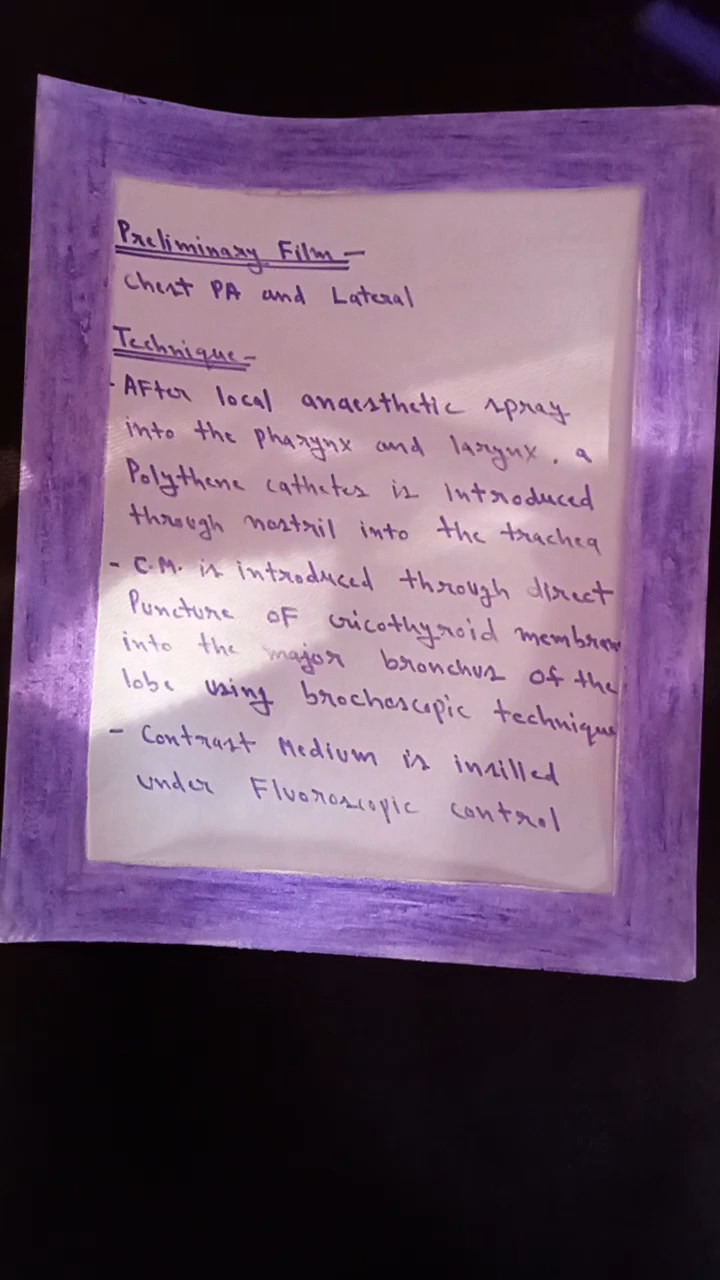 Preliminary Film -
Chest PA and Lateral
Technique -
- After local anaesthetic spray
into the pharynx and larynx, a
Polythene catheter is introduced
through nostril into the trachea
- C.M. is introduced through direct
Puncture of cricothyroid membrane
into the major bronchus of the
lobe using brochoscopic technique
- Contrast Medium is insilled
under Fluoroscopic control